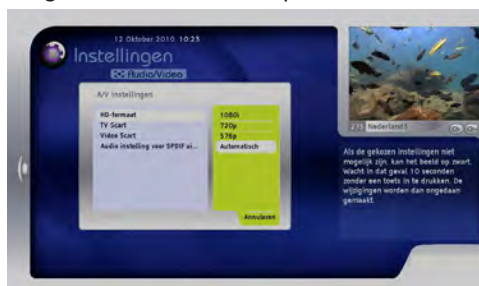 12 Oktober 2010 10:25
Instellingen
Audio/Video
A/V instellingen
HD-formaat
TV Scart
Video Scart
Audio instelling voor SPDIF ai...
1080i
720p
576p
Automatisch
Annuleren
Nederland
Als de gekozen instellingen niet
mogelijk zijn, kan het beeld op zwart.
Wacht in dat geval 10 seconden
zonder een toets in te drukken. De
wijzigingen worden dan ongedaan
gemaakt.